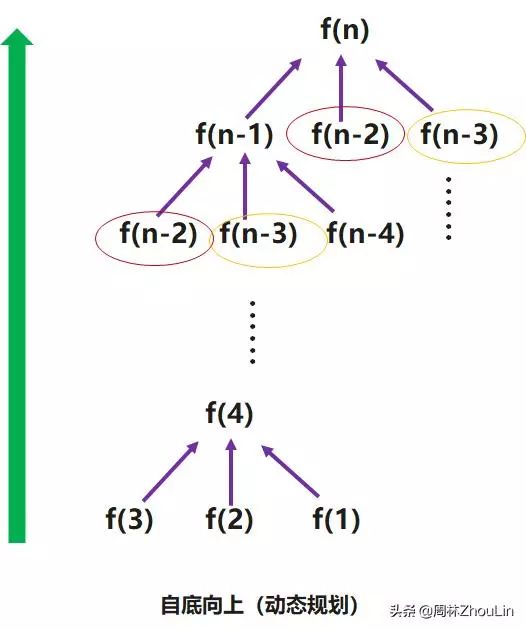 f(n)
f(n-1) f(n-2) f(n-3)
f(n-2) f(n-3) f(n-4)
f(4)
f(3) f(2) f(1)
自底向上（动态规划）
头条 @周林ZhouLin